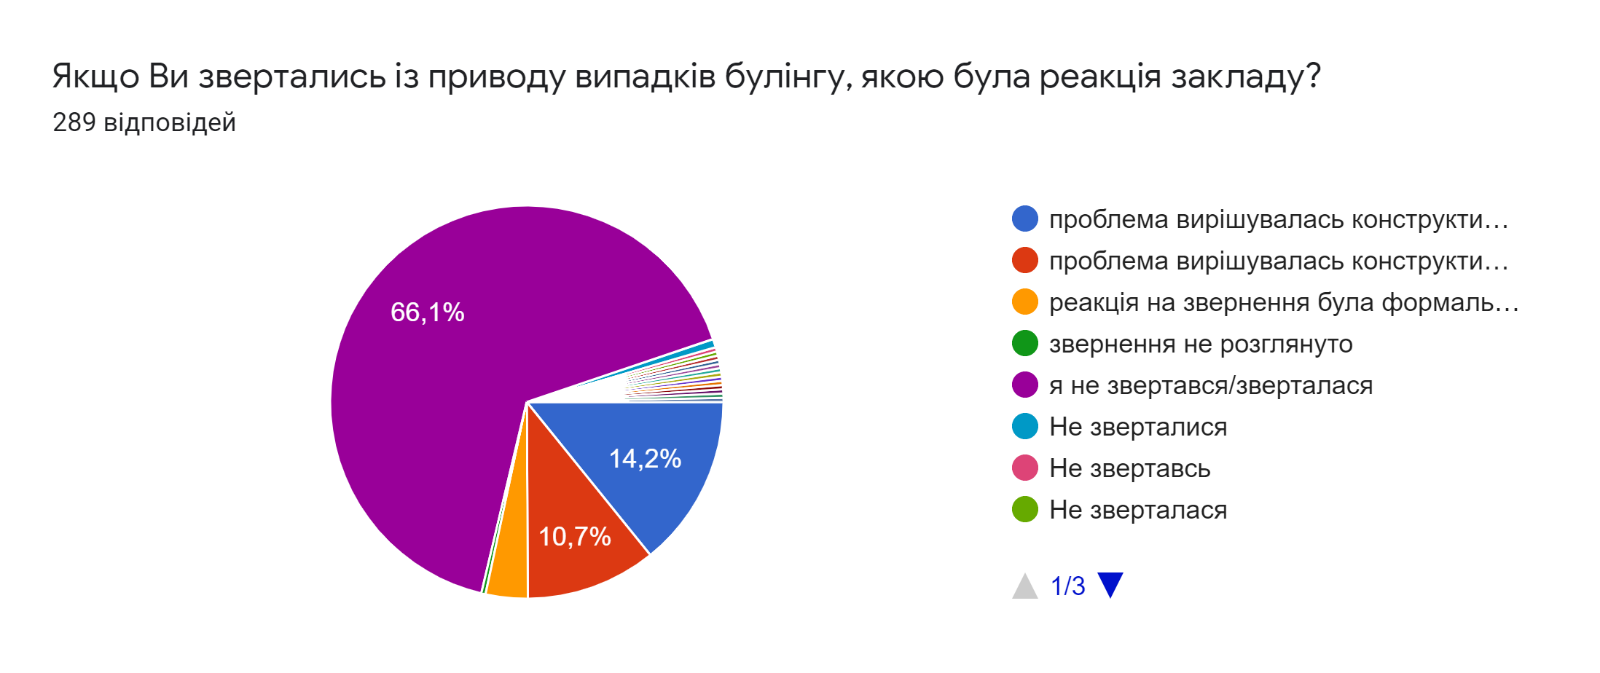 Якщо Ви звертались із приводу випадків булінгу, якою була реакція закладу?
289 відповідей
66,1%
14,2%
10,7%
проблема вирішувалась конструкти…
проблема вирішувалась конструкти…
реакція на звернення була формаль…
звернення не розглянуто
я не звертався/зверталася
Не зверталися
Не звертавсь
Не зверталася
1/3